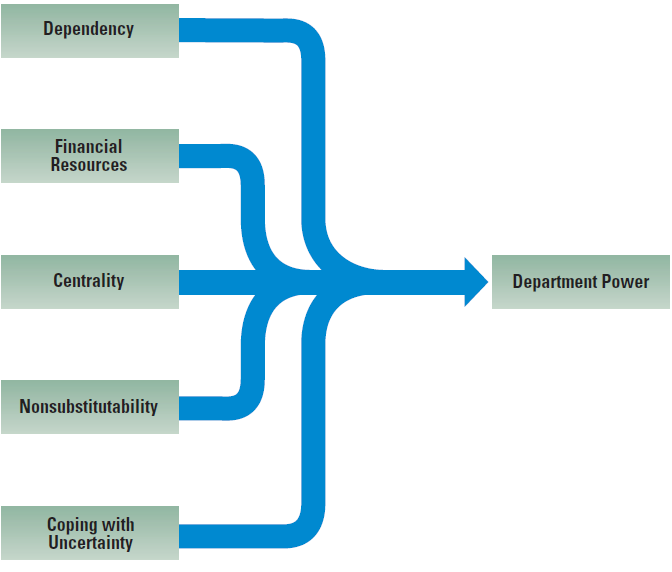 Dependency
Financial
Resources
Centrality
Department Power
Nonsubstitutability
Coping with
Uncertainty